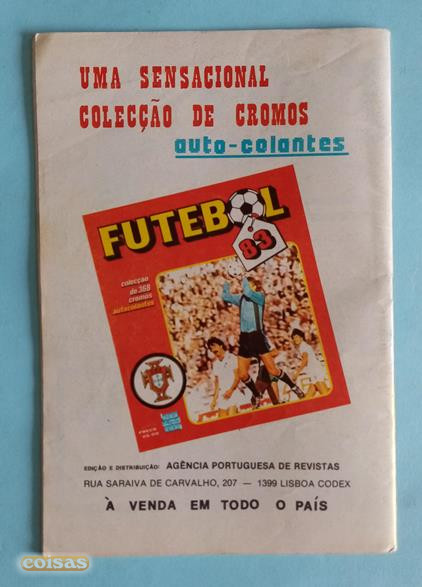 UMA SENSACIONAL
COLECÇÃO DE CROMOS
auto-colantes
FUTEBOL
83
colecção
de 368
cromos
autocolantes
EDIÇÃO E DISTRIBUIÇÃO: AGÊNCIA PORTUGUESA DE REVISTAS
RUA SARAIVA DE CARVALHO, 207 — 1399 LISBOA CODEX
À VENDA EM TODO O PAÍS
coisas